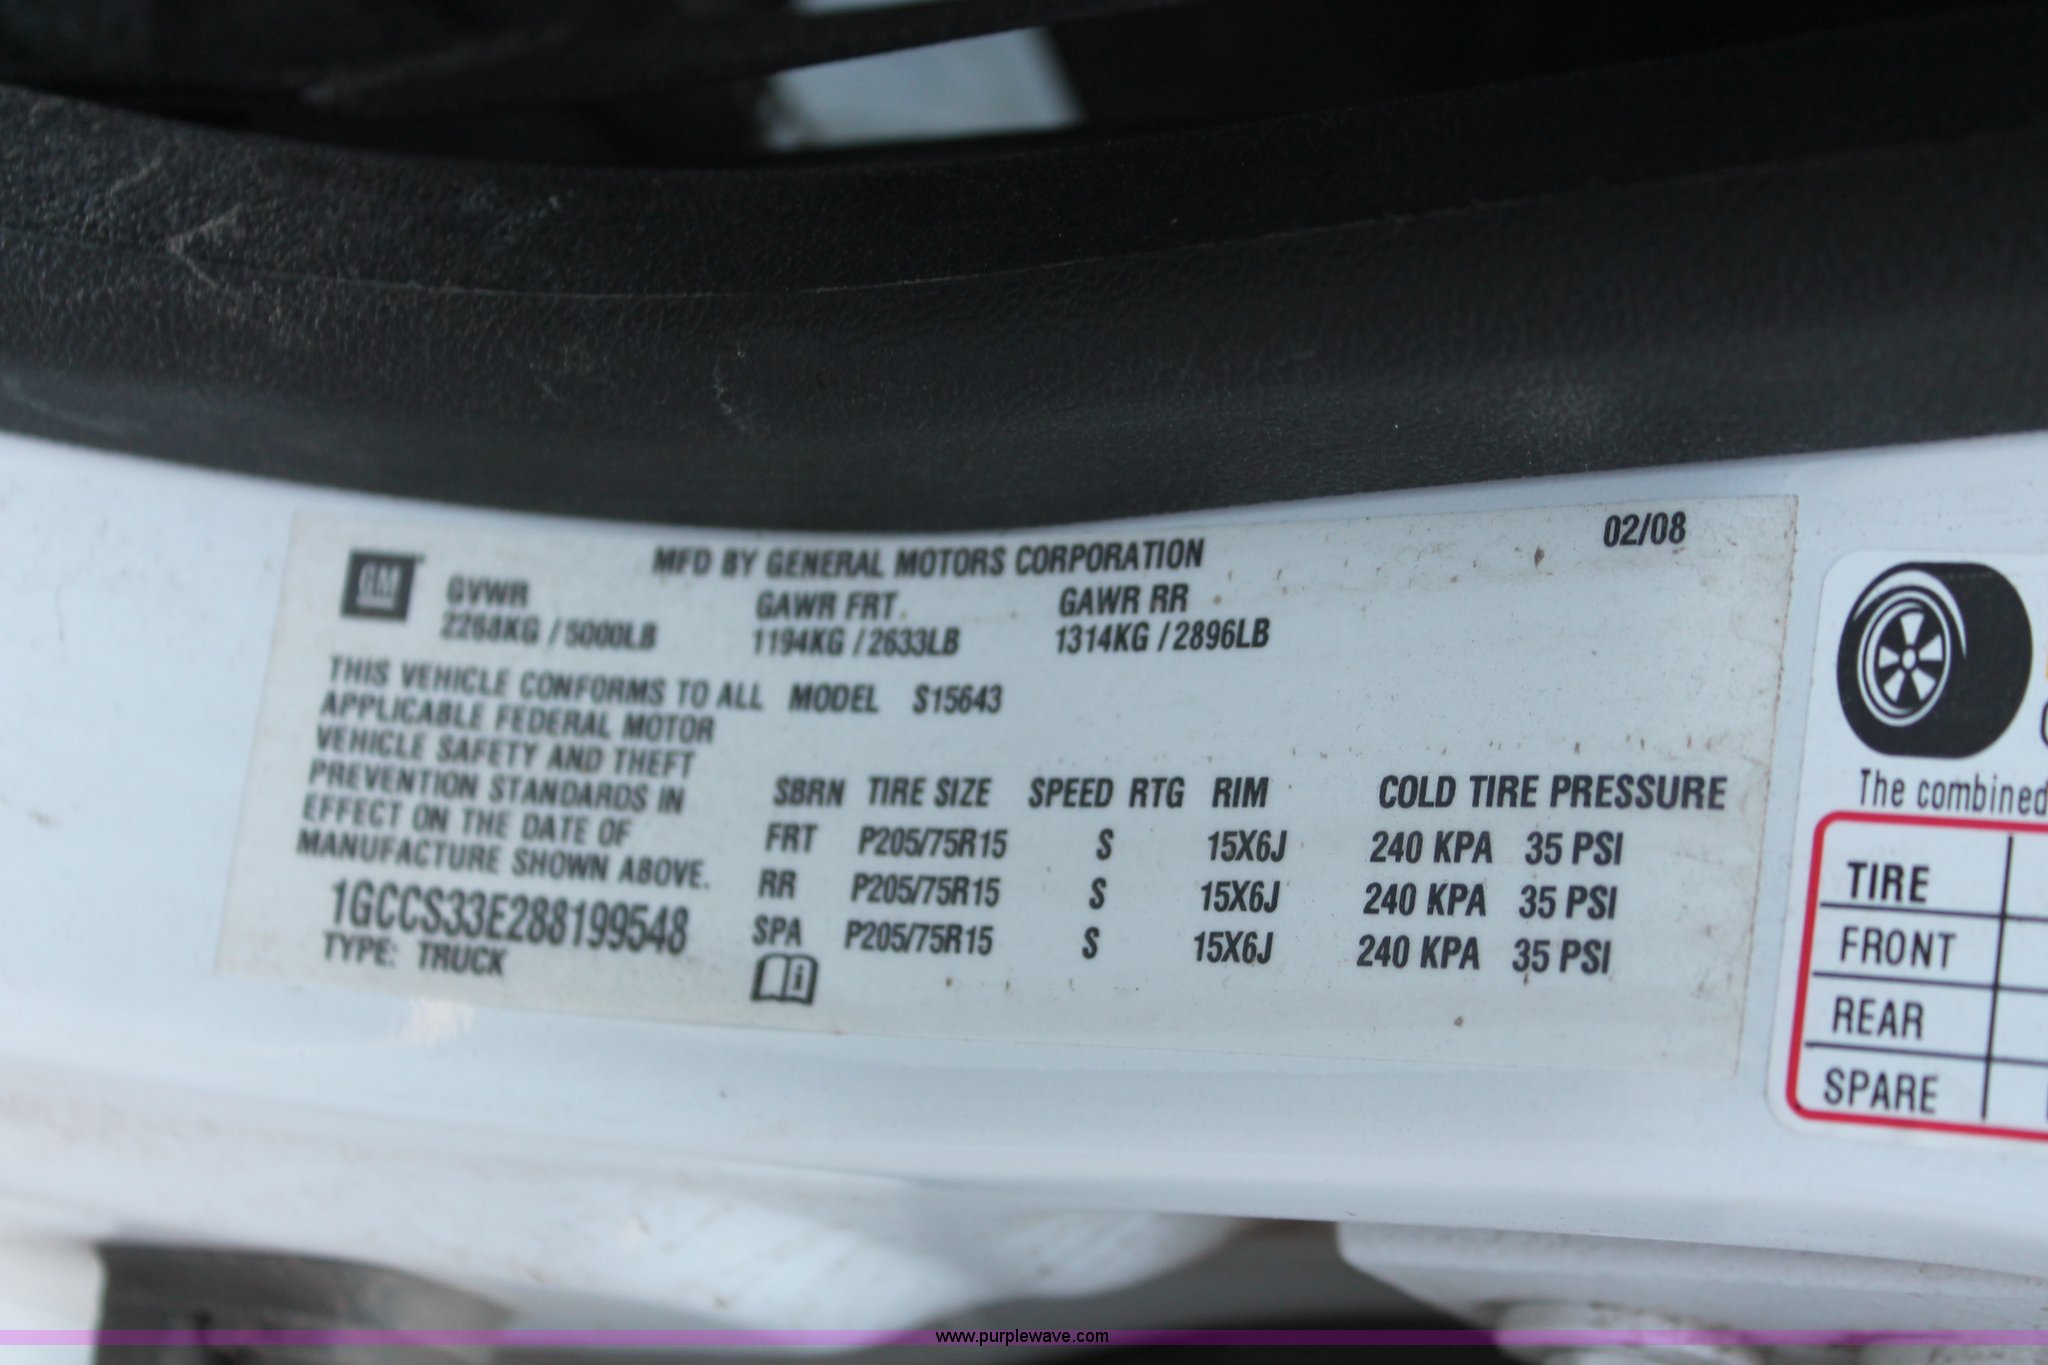 02/08
MFD BY GENERAL MOTORS CORPORATION
GM
GVWR GAWR FRT GAWR RR
2268KG / 5000LB 1194KG / 2633LB 1314KG / 2896LB
THIS VEHICLE CONFORMS TO ALL MODEL S15643
APPLICABLE FEDERAL MOTOR
VEHICLE SAFETY AND THEFT
PREVENTION STANDARDS IN
EFFECT ON THE DATE OF
MANUFACTURE SHOWN ABOVE.
1GCCS33E288199548
TYPE: TRUCK
SBRN TIRE SIZE SPEED RTG RIM COLD TIRE PRESSURE
FRT P205/75R15 S 15X6J 240 KPA 35 PSI
RR P205/75R15 S 15X6J 240 KPA 35 PSI
SPA P205/75R15 S 15X6J 240 KPA 35 PSI
The combined
TIRE
FRONT
REAR
SPARE
www.purplewave.com